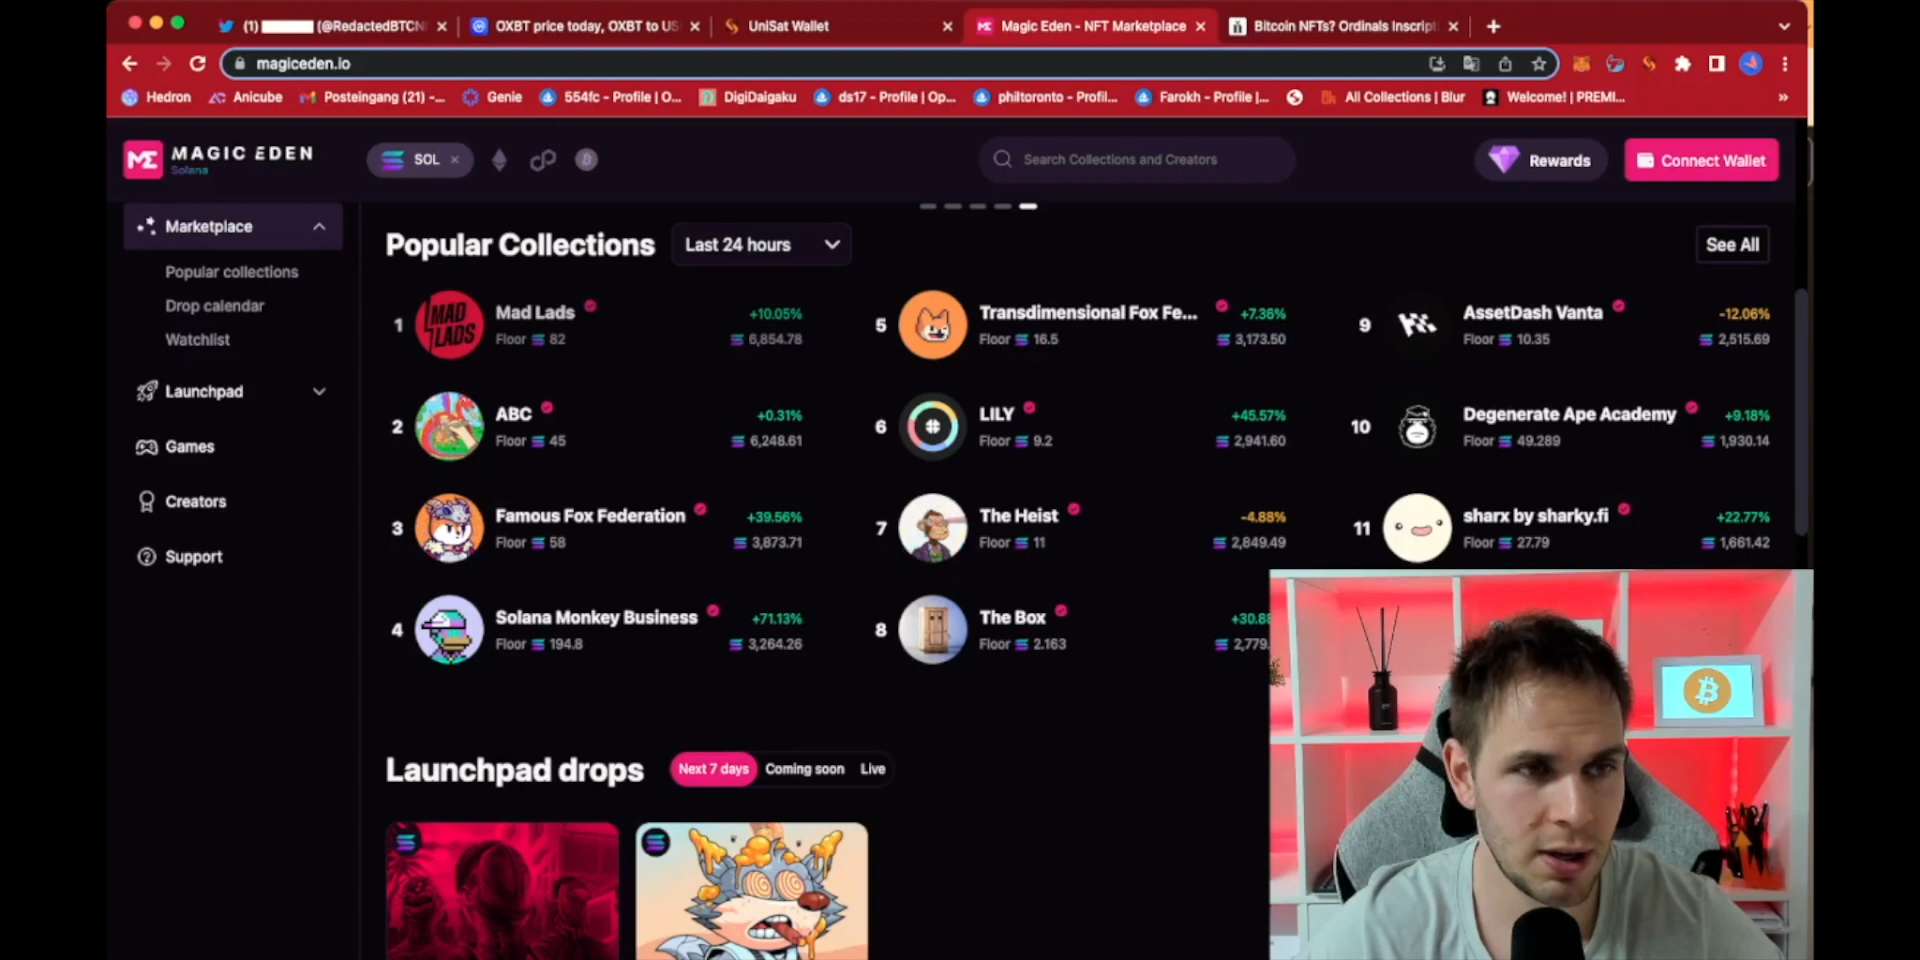 (1) @RedactedBTCN
OXBT price today, OXBT to US
UniSat Wallet
Magic Eden - NFT Marketplace
Bitcoin NFTs? Ordinals Inscript
magiceden.io
Hedron
Anicube
Posteingang (21) -...
Genie
554fc - Profile | O...
DigiDaigaku
ds17 - Profile | Op...
philtoronto - Profil...
Farokh - Profile |...
All Collections | Blur
Welcome! | PREMI...
»
ME MAGIC EDEN
Solana
SOL ×
Search Collections and Creators
Rewards
Connect Wallet
Marketplace
Popular collections
Drop calendar
Watchlist
Launchpad
Games
Creators
Support
Popular Collections
Last 24 hours
See All
1 MAD LADS Mad Lads +10.05%
Floor 82 6,854.78
2 ABC +0.31%
Floor 45 6,248.61
3 Famous Fox Federation +39.56%
Floor 58 3,873.71
4 Solana Monkey Business +71.13%
Floor 194.8 3,264.26
5 Transdimensional Fox Fe... +7.36%
Floor 16.5 3,173.50
6 LILY +45.57%
Floor 9.2 2,941.60
7 The Heist -4.88%
Floor 11 2,849.49
8 The Box +30.88
Floor 2.163 2,779.
9 AssetDash Vanta -12.06%
Floor 10.35 2,515.69
10 Degenerate Ape Academy +9.18%
Floor 49.289 1,930.14
11 sharx by sharky.fi +22.77%
Floor 27.79 1,661.42
Launchpad drops
Next 7 days
Coming soon
Live